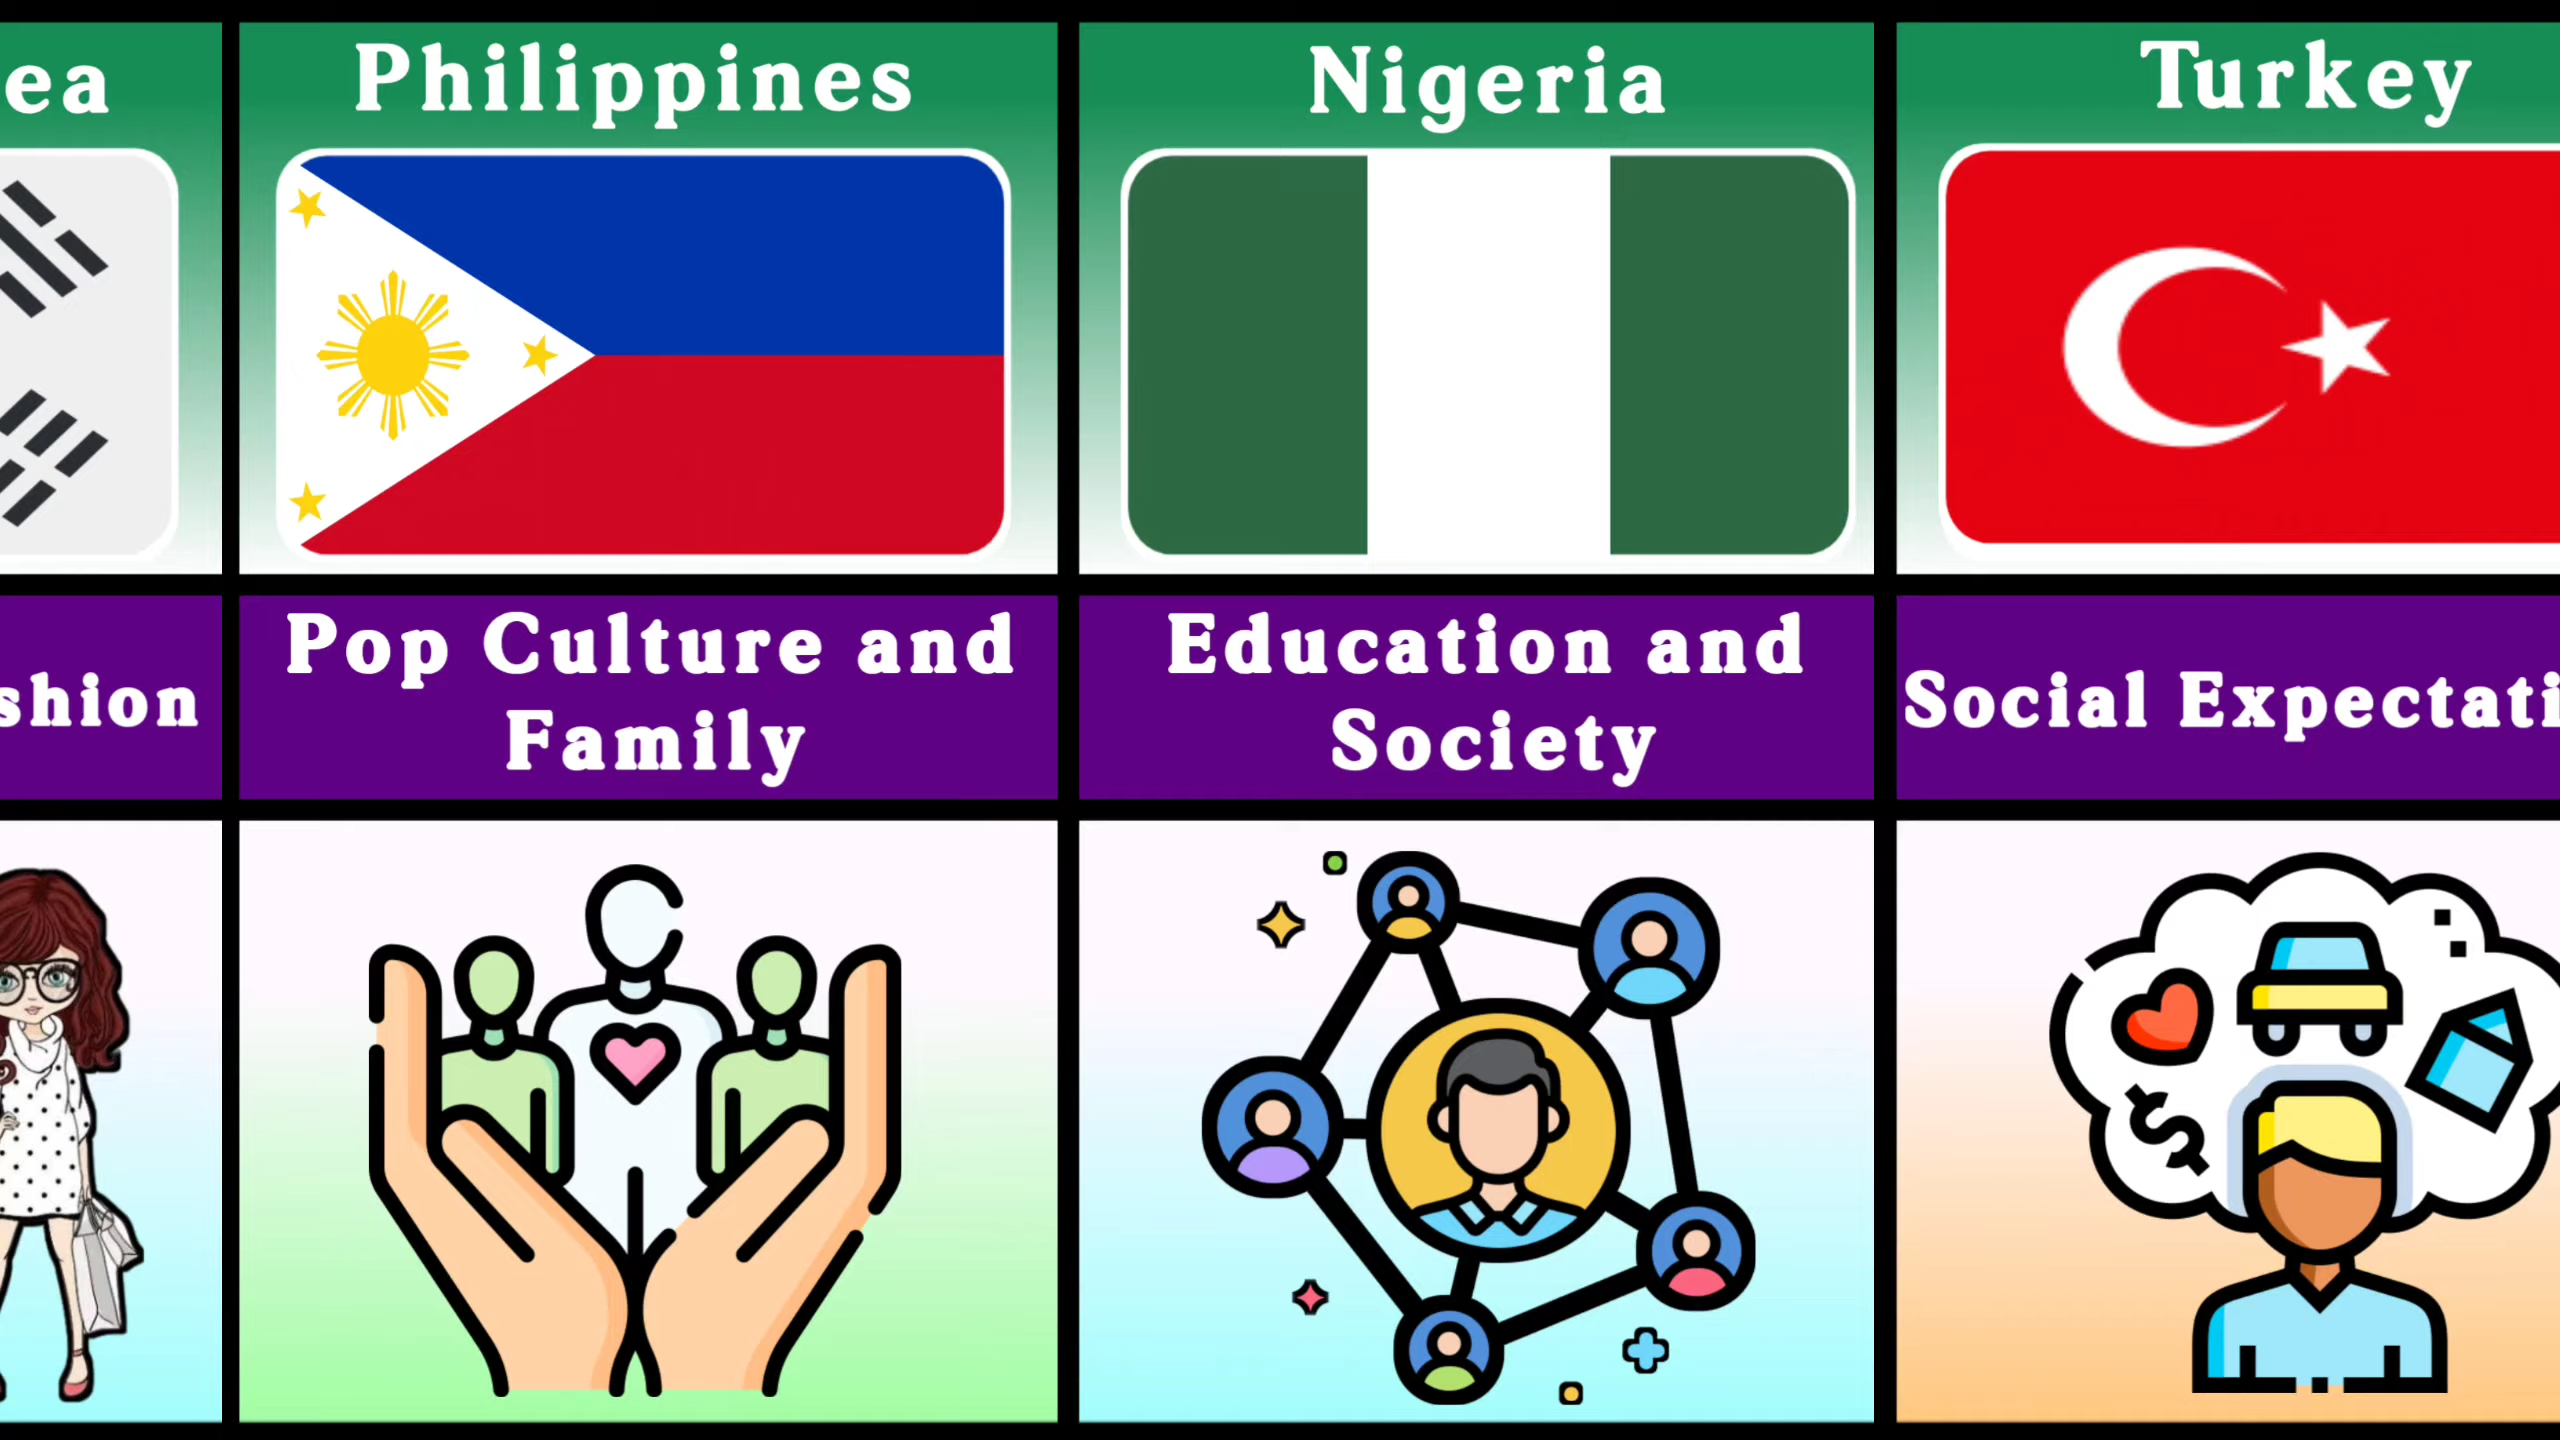 ea
Philippines
Nigeria
Turkey
shion
Pop Culture and
Family
Education and
Society
Social Expectati
$